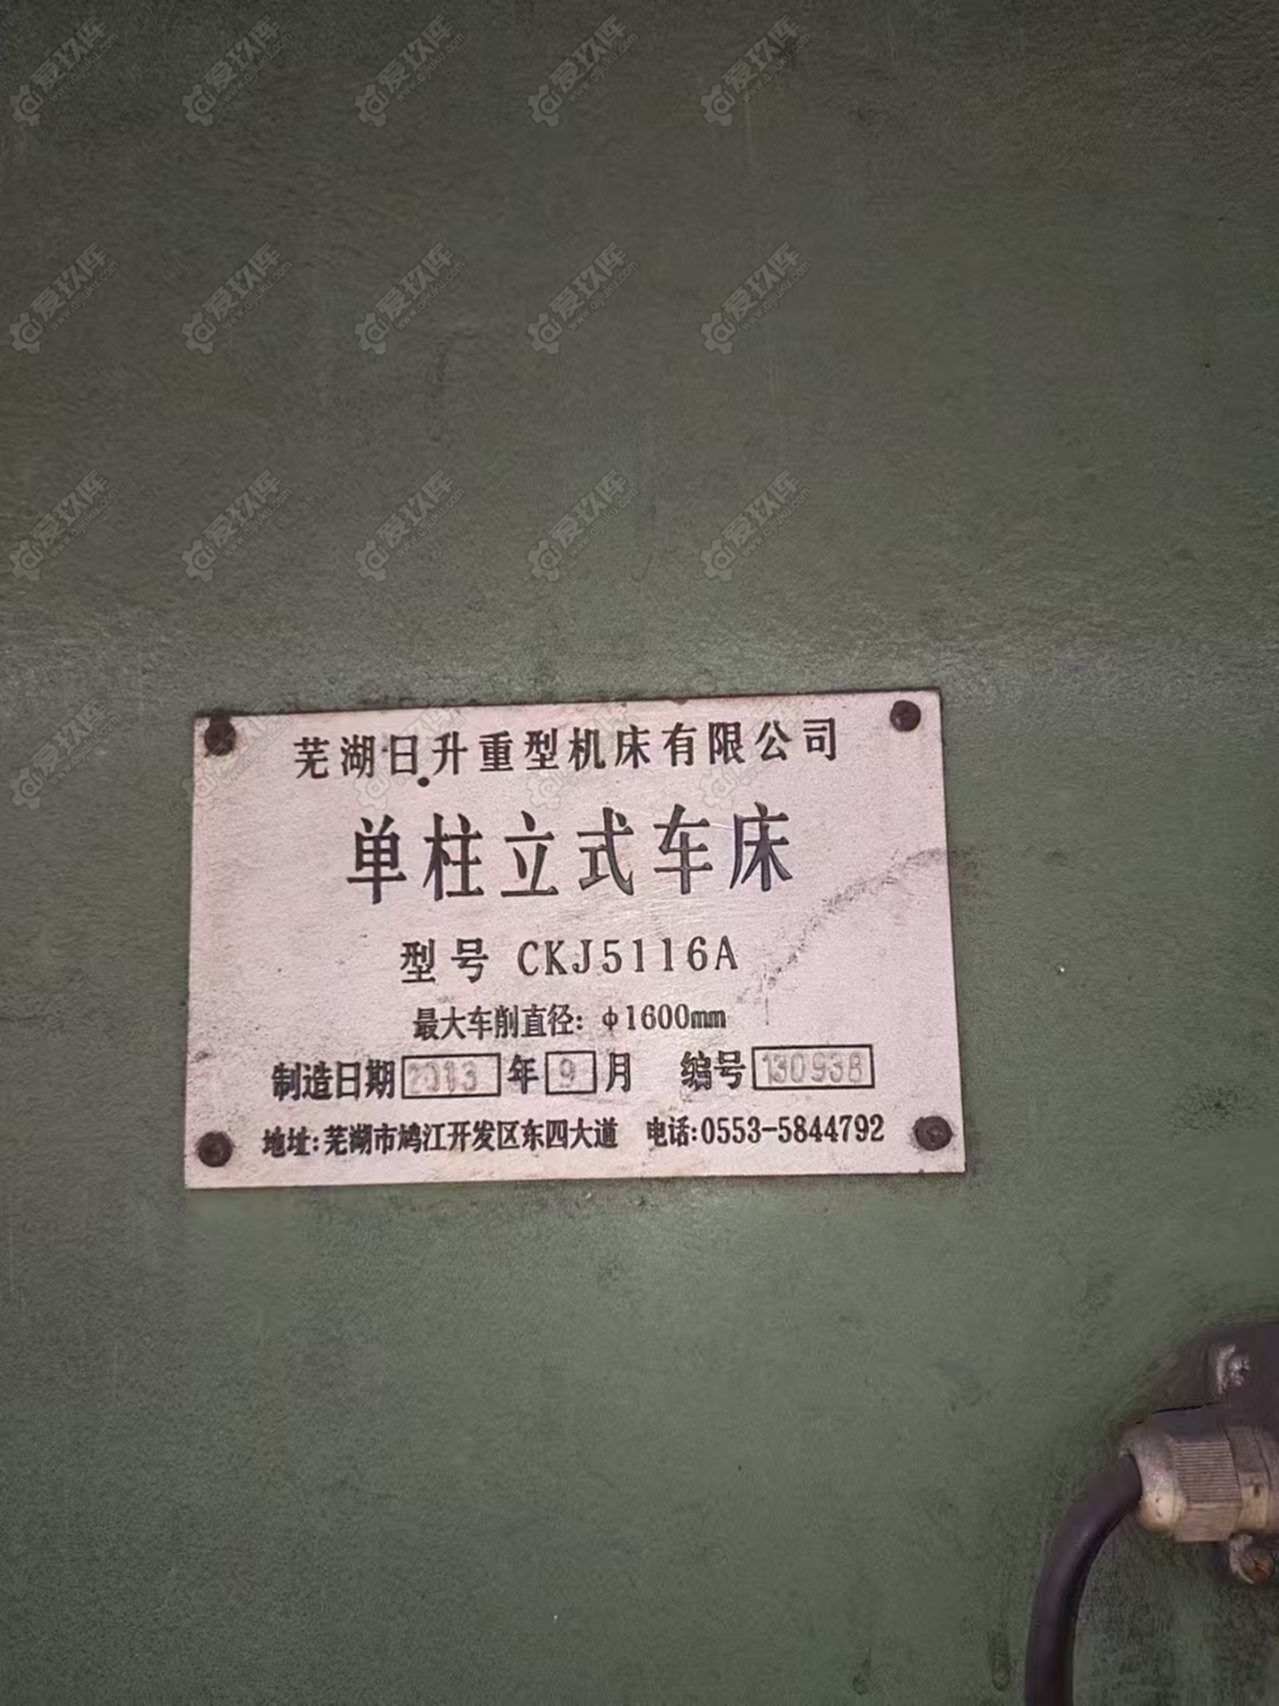 芜湖日升重型机床有限公司
单柱立式车床
型号 CKJ5116A
最大车削直径：φ1600mm
制造日期 2013 年 9 月 编号 130938
地址:芜湖市鸠江开发区东四大道 电话:0553-5844792